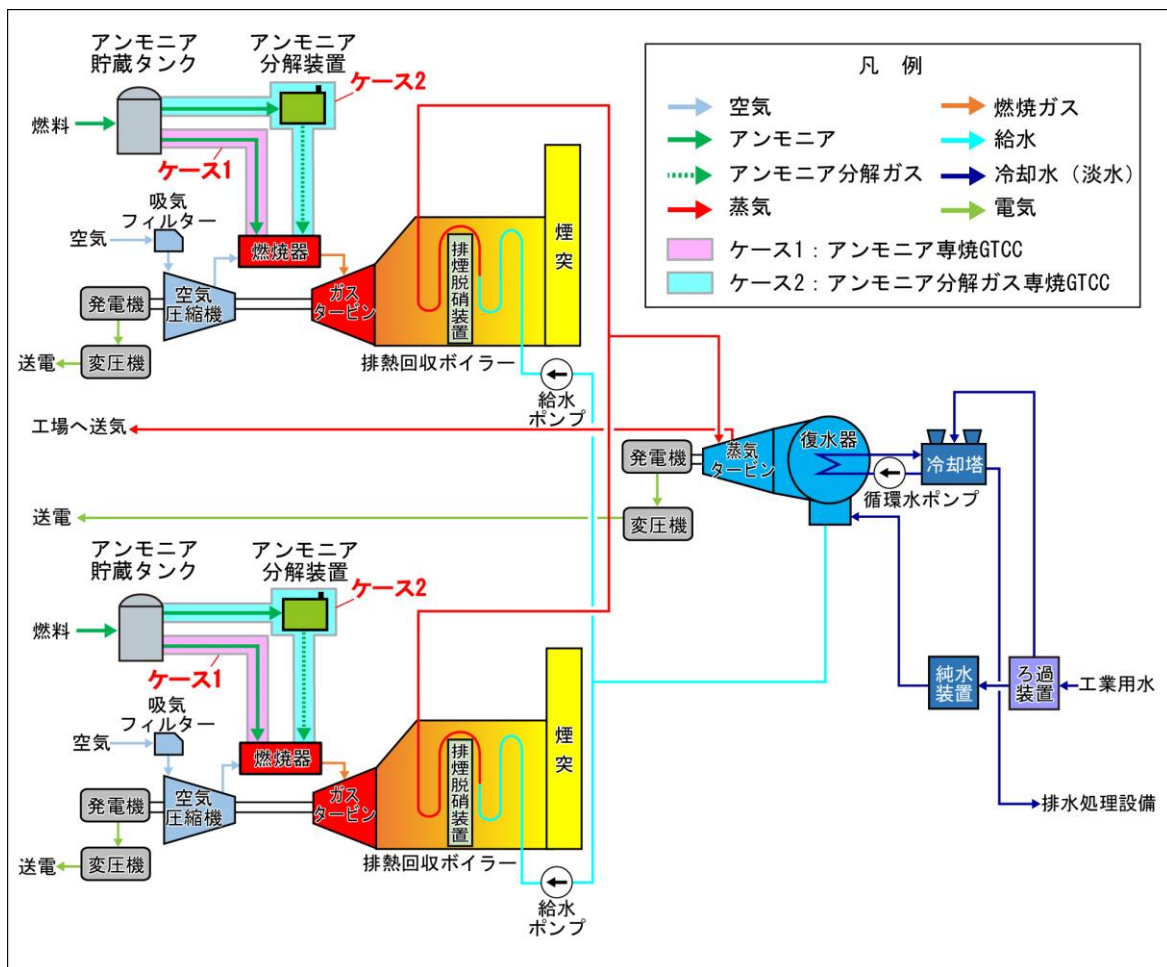 アンモニア
貯蔵タンク
アンモニア
分解装置
ケース2
燃料
ケース1
吸気
フィルター
空気
燃焼器
発電機
空気
圧縮機
ガス
タービン
排煙脱硝装置
煙突
送電
変圧機
排熱回収ボイラー
給水
ポンプ
凡 例
空気
燃焼ガス
アンモニア
給水
アンモニア分解ガス
冷却水（淡水）
蒸気
電気
ケース1：アンモニア専焼GTCC
ケース2：アンモニア分解ガス専焼GTCC
工場へ送気
発電機
蒸気
タービン
復水器
冷却塔
循環水ポンプ
送電
変圧機
アンモニア
貯蔵タンク
アンモニア
分解装置
ケース2
燃料
ケース1
吸気
フィルター
空気
燃焼器
発電機
空気
圧縮機
ガス
タービン
排煙脱硝装置
煙突
送電
変圧機
排熱回収ボイラー
給水
ポンプ
純水
装置
ろ過
装置
工業用水
排水処理設備